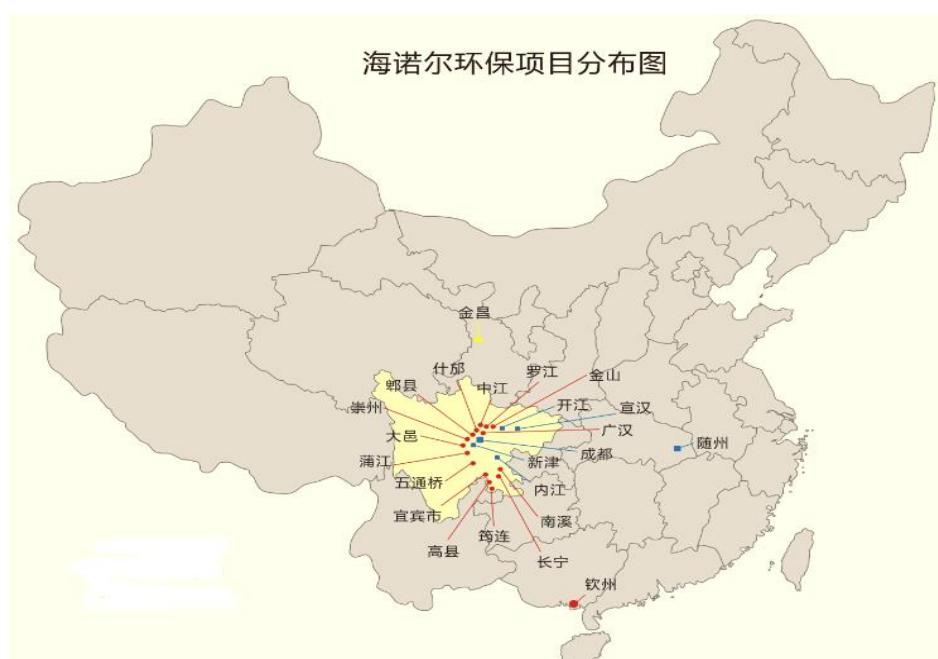 海诺尔环保项目分布图
金昌
什邡
中江
罗江
金山
郫县
崇州
开江
宣汉
大邑
广汉
蒲江
新津
成都
随州
五通桥
内江
宜宾市
南溪
高县
筠连
长宁
钦州